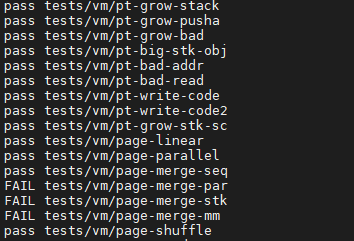 pass tests/vm/pt-grow-stack
pass tests/vm/pt-grow-pusha
pass tests/vm/pt-grow-bad
pass tests/vm/pt-big-stk-obj
pass tests/vm/pt-bad-addr
pass tests/vm/pt-bad-read
pass tests/vm/pt-write-code
pass tests/vm/pt-write-code2
pass tests/vm/pt-grow-stk-sc
pass tests/vm/page-linear
pass tests/vm/page-parallel
pass tests/vm/page-merge-seq
FAIL tests/vm/page-merge-par
FAIL tests/vm/page-merge-stk
FAIL tests/vm/page-merge-mm
pass tests/vm/page-shuffle